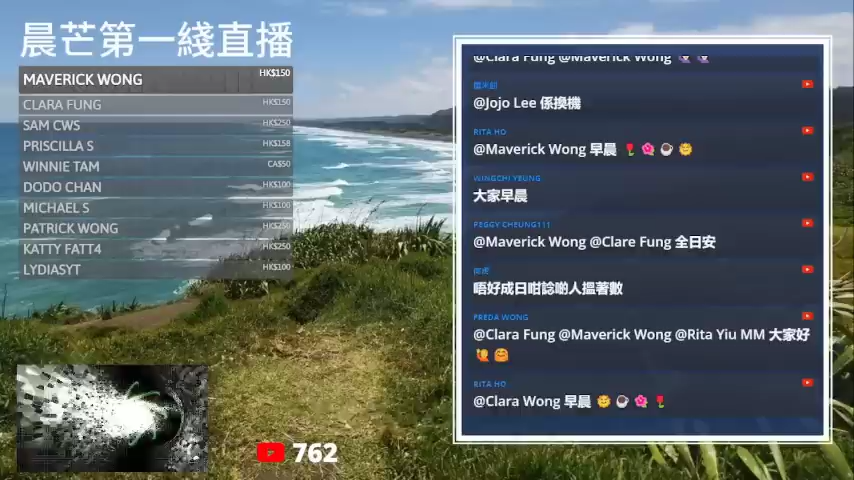 晨芒第一綫直播
MAVERICK WONG HK$150
CLARA FUNG HK$150
SAM CWS HK$250
PRISCILLA S HK$158
WINNIE TAM CA$50
DODO CHAN HK$100
MICHAEL S HK$100
PATRICK WONG HK$250
KATTY FATT4 HK$250
LYDIASYT HK$100
762
@Clara Fung @Maverick Wong
@Jojo Lee 係換機
RITA HO
@Maverick Wong 早晨
WINGCHI YEUNG
大家早晨
PEGGY CHEUNG111
@Maverick Wong @Clare Fung 全日安
唔好成日咁諗啲人搵著數
FREDA WONG
@Clara Fung @Maverick Wong @Rita Yiu MM 大家好
RITA HO
@Clara Wong 早晨